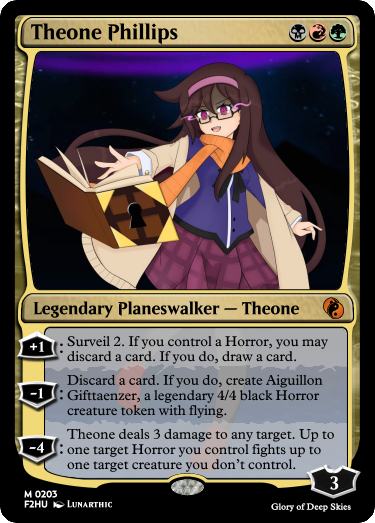 Theone Phillips
Legendary Planeswalker — Theone
+1: Surveil 2. If you control a Horror, you may
discard a card. If you do, draw a card.
-1: Discard a card. If you do, create Aiguillon
Gifttaenzer, a legendary 4/4 black Horror
creature token with flying.
-4: Theone deals 3 damage to any target. Up to
one target Horror you control fights up to
one target creature you don't control.
3
M 0203
F2HU Lunarthic
Glory of Deep Skies